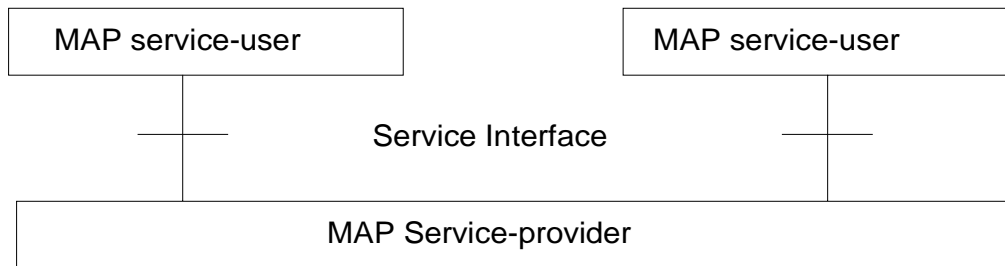 MAP service-user
MAP service-user
Service Interface
MAP Service-provider